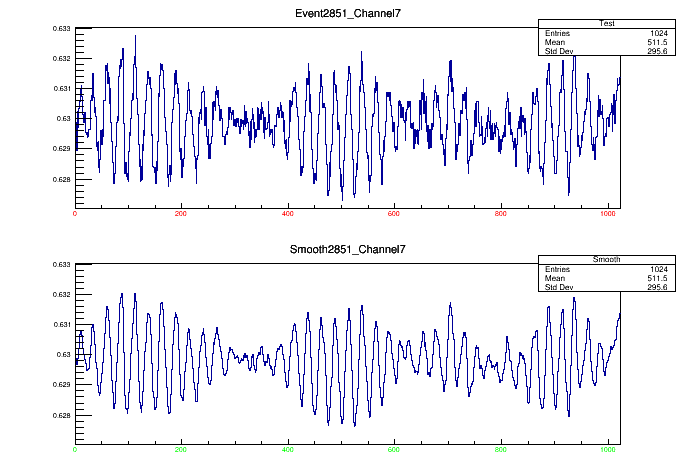 Event2851_Channel7
Test
Entries 1024
Mean 511.5
Std Dev 295.6
0.633
0.632
0.631
0.63
0.629
0.628
0 200 400 600 800 1000
Smooth2851_Channel7
Smooth
Entries 1024
Mean 511.5
Std Dev 295.6
0.633
0.632
0.631
0.63
0.629
0.628
0 200 400 600 800 1000